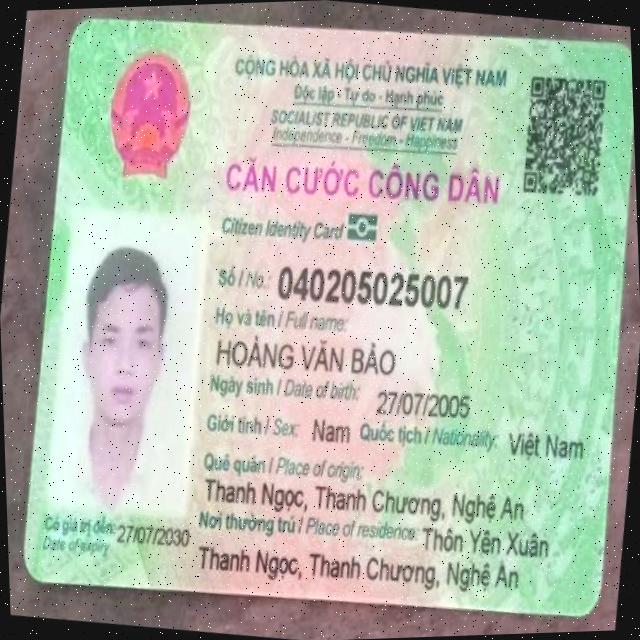 CỘNG HÒA XÃ HỘI CHỦ NGHĨA VIỆT NAM
Độc lập - Tự do - Hạnh phúc
SOCIALIST REPUBLIC OF VIET NAM
Independence - Freedom - Happiness
CĂN CƯỚC CÔNG DÂN
Citizen Identity Card
Số / No.: 040205025007
Họ và tên / Full name:
HOÀNG VĂN BẢO
Ngày sinh / Date of birth: 27/07/2005
Giới tính / Sex: Nam Quốc tịch / Nationality: Việt Nam
Quê quán / Place of origin:
Thanh Ngọc, Thanh Chương, Nghệ An
Nơi thường trú / Place of residence: Thôn Yên Xuân
Thanh Ngọc, Thanh Chương, Nghệ An
Có giá trị đến: 27/07/2030
Date of expiry